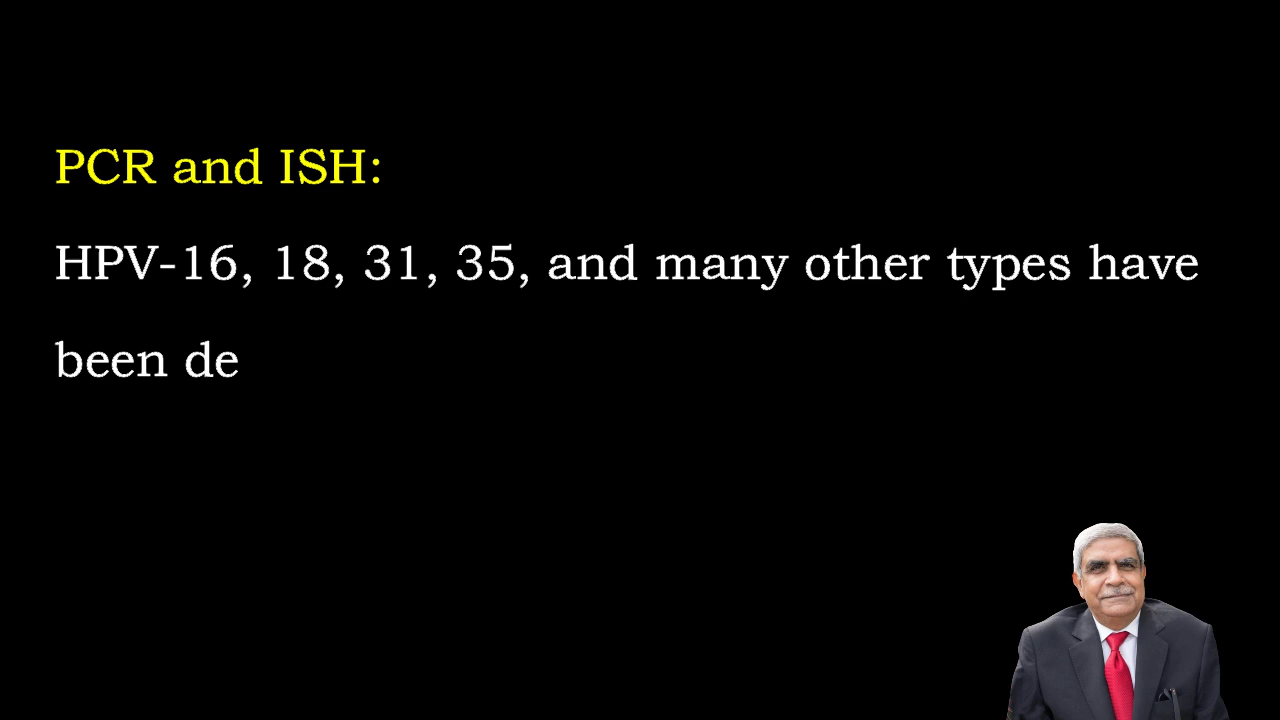 PCR and ISH:
HPV-16, 18, 31, 35, and many other types have
been de